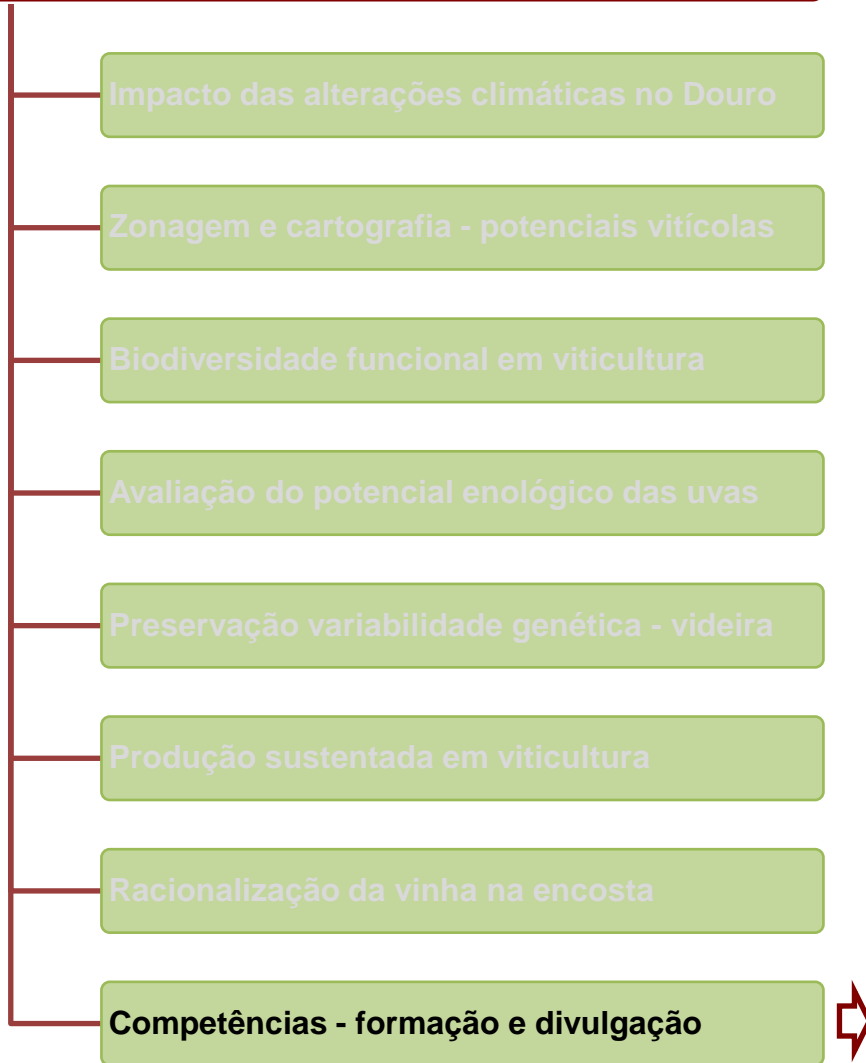 Impacto das alterações climáticas no Douro
Zonagem e cartografia - potenciais vitícolas
Biodiversidade funcional em viticultura
Avaliação do potencial enológico das uvas
Preservação variabilidade genética - videira
Produção sustentada em viticultura
Racionalização da vinha na encosta
Competências - formação e divulgação